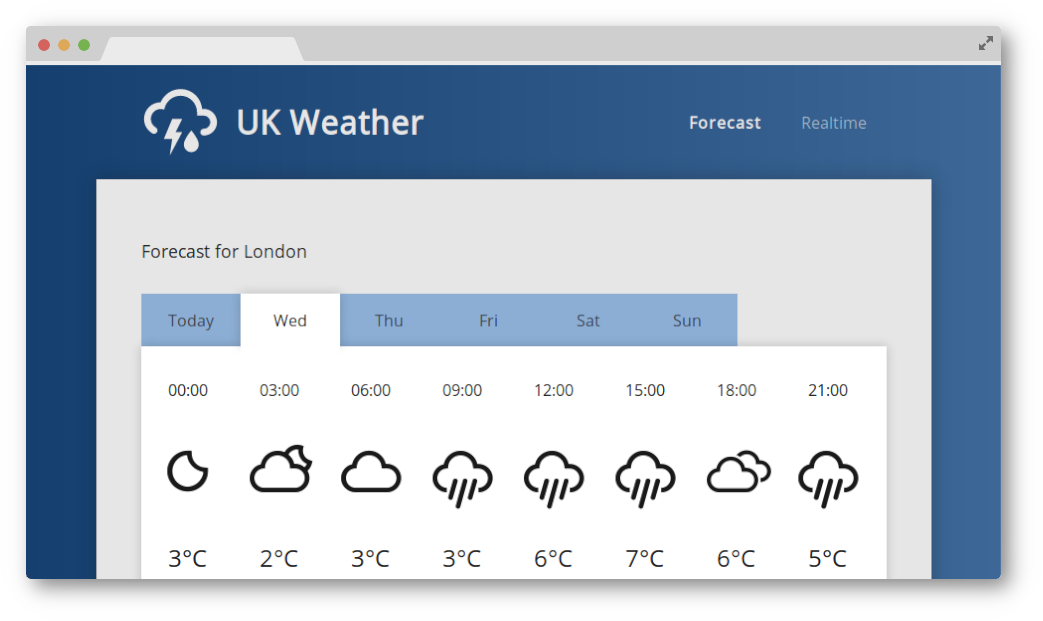 UK Weather
Forecast Realtime
Forecast for London
Today Wed Thu Fri Sat Sun
00:00 03:00 06:00 09:00 12:00 15:00 18:00 21:00
3°C 2°C 3°C 3°C 6°C 7°C 6°C 5°C